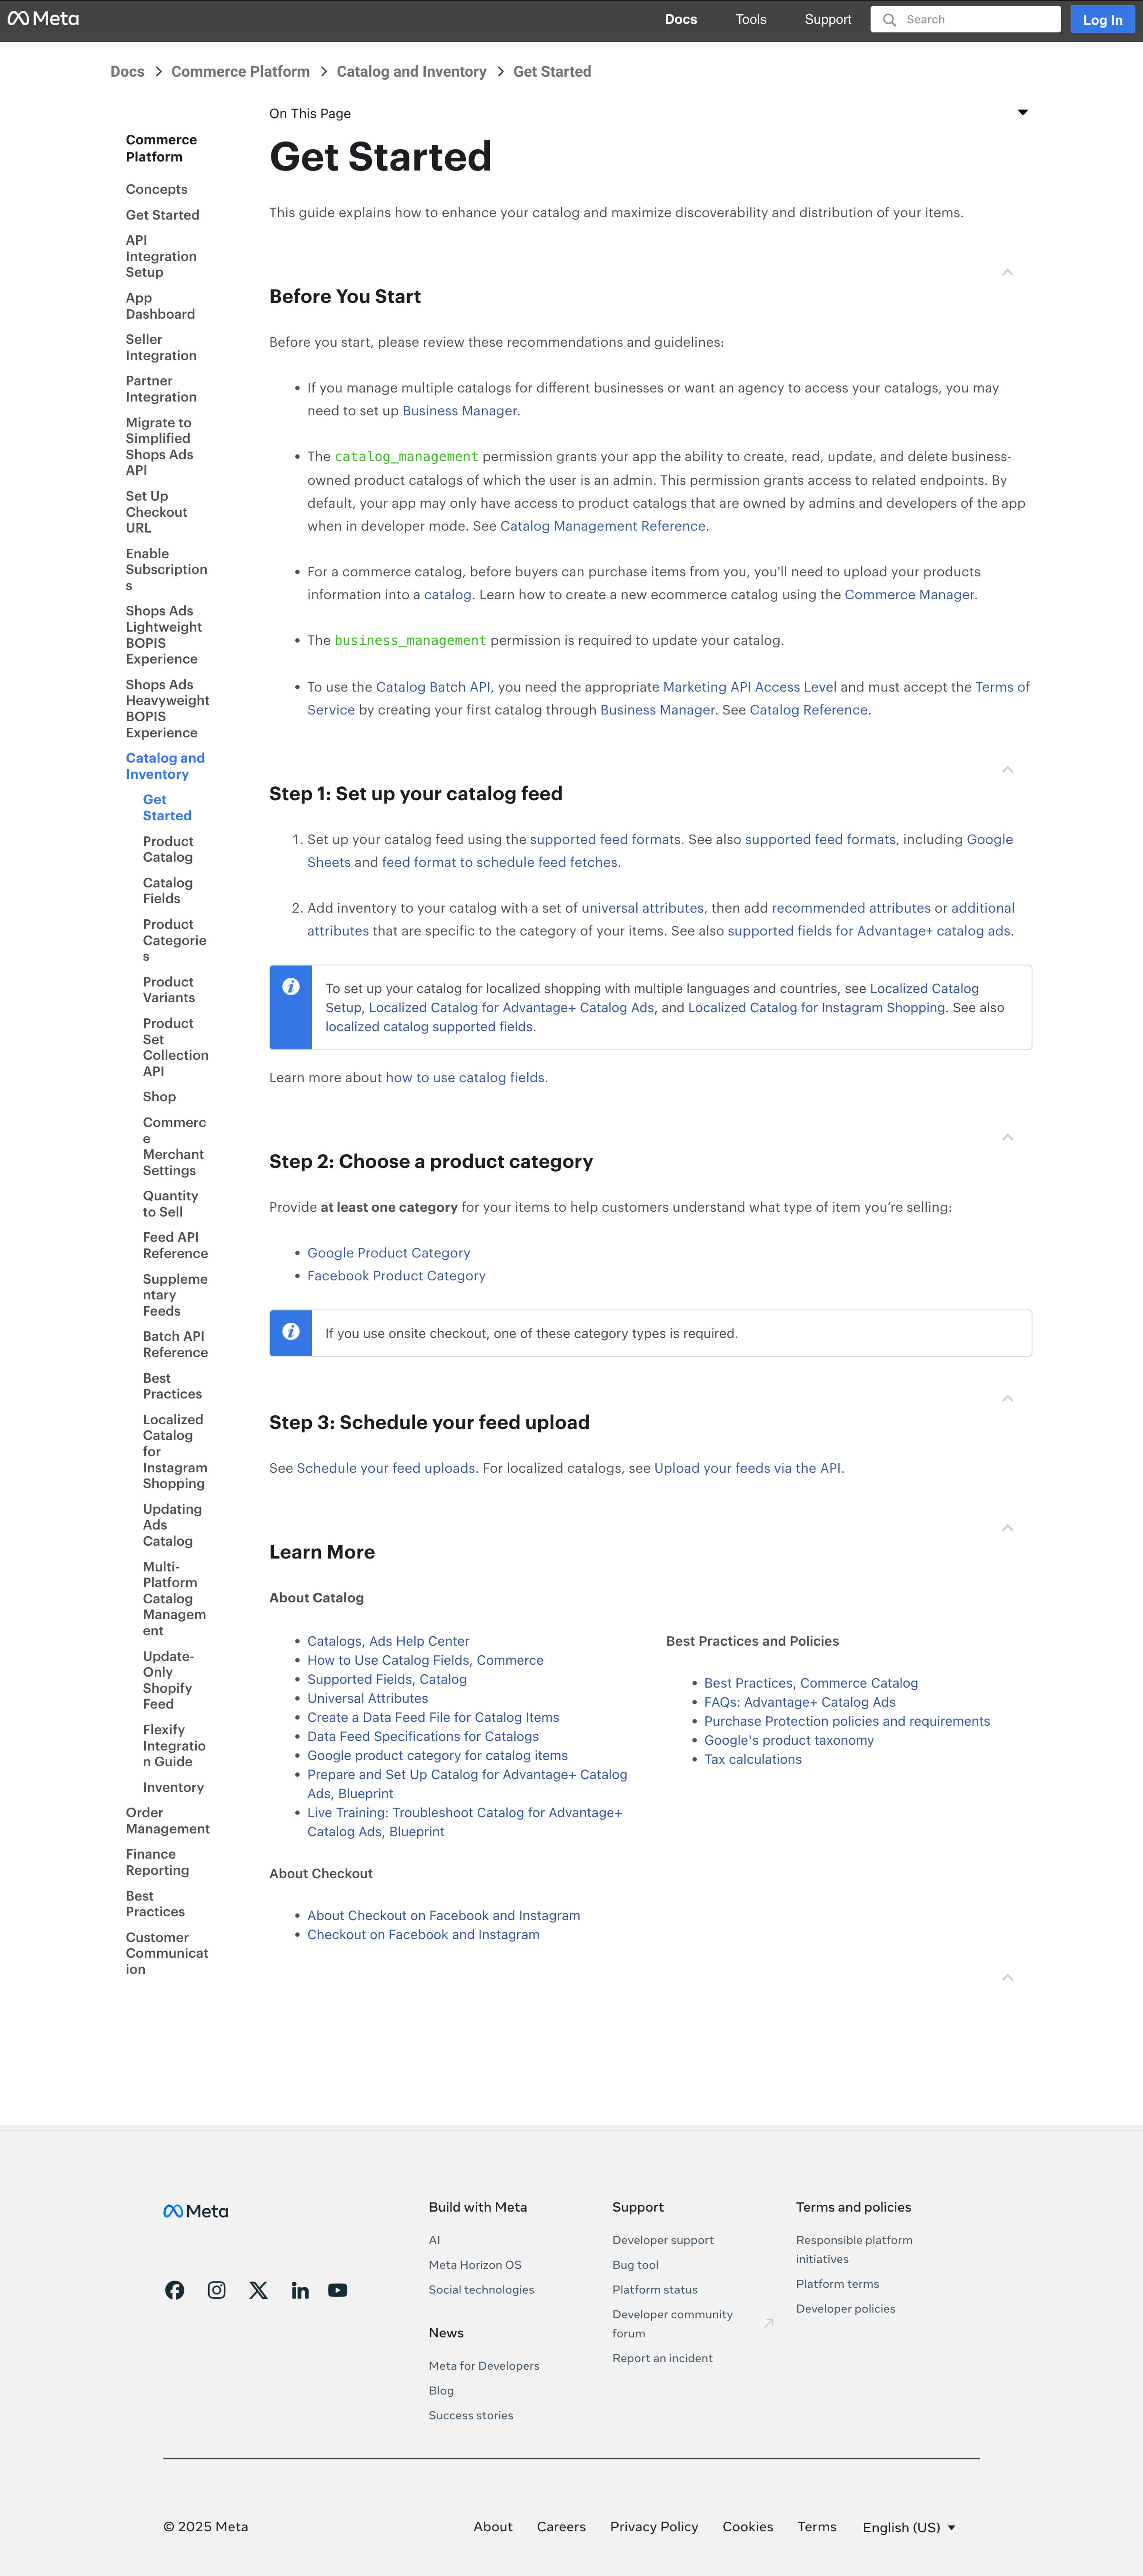 Meta
Docs
Tools
Support
Search
Log In
Docs > Commerce Platform > Catalog and Inventory > Get Started
Commerce
Platform
Concepts
Get Started
API
Integration
Setup
App
Dashboard
Seller
Integration
Partner
Integration
Migrate to
Simplified
Shops Ads
API
Set Up
Checkout
URL
Enable
Subscription
s
Shops Ads
Lightweight
BOPIS
Experience
Shops Ads
Heavyweight
BOPIS
Experience
Catalog and
Inventory
Get
Started
Product
Catalog
Catalog
Fields
Product
Categorie
s
Product
Variants
Product
Set
Collection
API
Shop
Commerc
e
Merchant
Settings
Quantity
to Sell
Feed API
Reference
Suppleme
ntary
Feeds
Batch API
Reference
Best
Practices
Localized
Catalog
for
Instagram
Shopping
Updating
Ads
Catalog
Multi-
Platform
Catalog
Managem
ent
Update-
Only
Shopify
Feed
Flexify
Integratio
n Guide
Inventory
Order
Management
Finance
Reporting
Best
Practices
Customer
Communicat
ion
On This Page
Get Started
This guide explains how to enhance your catalog and maximize discoverability and distribution of your items.
Before You Start
Before you start, please review these recommendations and guidelines:
• If you manage multiple catalogs for different businesses or want an agency to access your catalogs, you may
need to set up Business Manager.
• The catalog_management permission grants your app the ability to create, read, update, and delete business-
owned product catalogs of which the user is an admin. This permission grants access to related endpoints. By
default, your app may only have access to product catalogs that are owned by admins and developers of the app
when in developer mode. See Catalog Management Reference.
• For a commerce catalog, before buyers can purchase items from you, you'll need to upload your products
information into a catalog. Learn how to create a new ecommerce catalog using the Commerce Manager.
• The business_management permission is required to update your catalog.
• To use the Catalog Batch API, you need the appropriate Marketing API Access Level and must accept the Terms of
Service by creating your first catalog through Business Manager. See Catalog Reference.
Step 1: Set up your catalog feed
1. Set up your catalog feed using the supported feed formats. See also supported feed formats, including Google
Sheets and feed format to schedule feed fetches.
2. Add inventory to your catalog with a set of universal attributes, then add recommended attributes or additional
attributes that are specific to the category of your items. See also supported fields for Advantage+ catalog ads.
To set up your catalog for localized shopping with multiple languages and countries, see Localized Catalog
Setup, Localized Catalog for Advantage+ Catalog Ads, and Localized Catalog for Instagram Shopping. See also
localized catalog supported fields.
Learn more about how to use catalog fields.
Step 2: Choose a product category
Provide at least one category for your items to help customers understand what type of item you're selling:
• Google Product Category
• Facebook Product Category
If you use onsite checkout, one of these category types is required.
Step 3: Schedule your feed upload
See Schedule your feed uploads. For localized catalogs, see Upload your feeds via the API.
Learn More
About Catalog
• Catalogs, Ads Help Center
• How to Use Catalog Fields, Commerce
• Supported Fields, Catalog
• Universal Attributes
• Create a Data Feed File for Catalog Items
• Data Feed Specifications for Catalogs
• Google product category for catalog items
• Prepare and Set Up Catalog for Advantage+ Catalog
Ads, Blueprint
• Live Training: Troubleshoot Catalog for Advantage+
Catalog Ads, Blueprint
About Checkout
• About Checkout on Facebook and Instagram
• Checkout on Facebook and Instagram
Best Practices and Policies
• Best Practices, Commerce Catalog
• FAQs: Advantage+ Catalog Ads
• Purchase Protection policies and requirements
• Google's product taxonomy
• Tax calculations
Meta
Build with Meta
AI
Meta Horizon OS
Social technologies
News
Meta for Developers
Blog
Success stories
Support
Developer support
Bug tool
Platform status
Developer community
forum
Report an incident
Terms and policies
Responsible platform
initiatives
Platform terms
Developer policies
© 2025 Meta
About
Careers
Privacy Policy
Cookies
Terms
English (US)